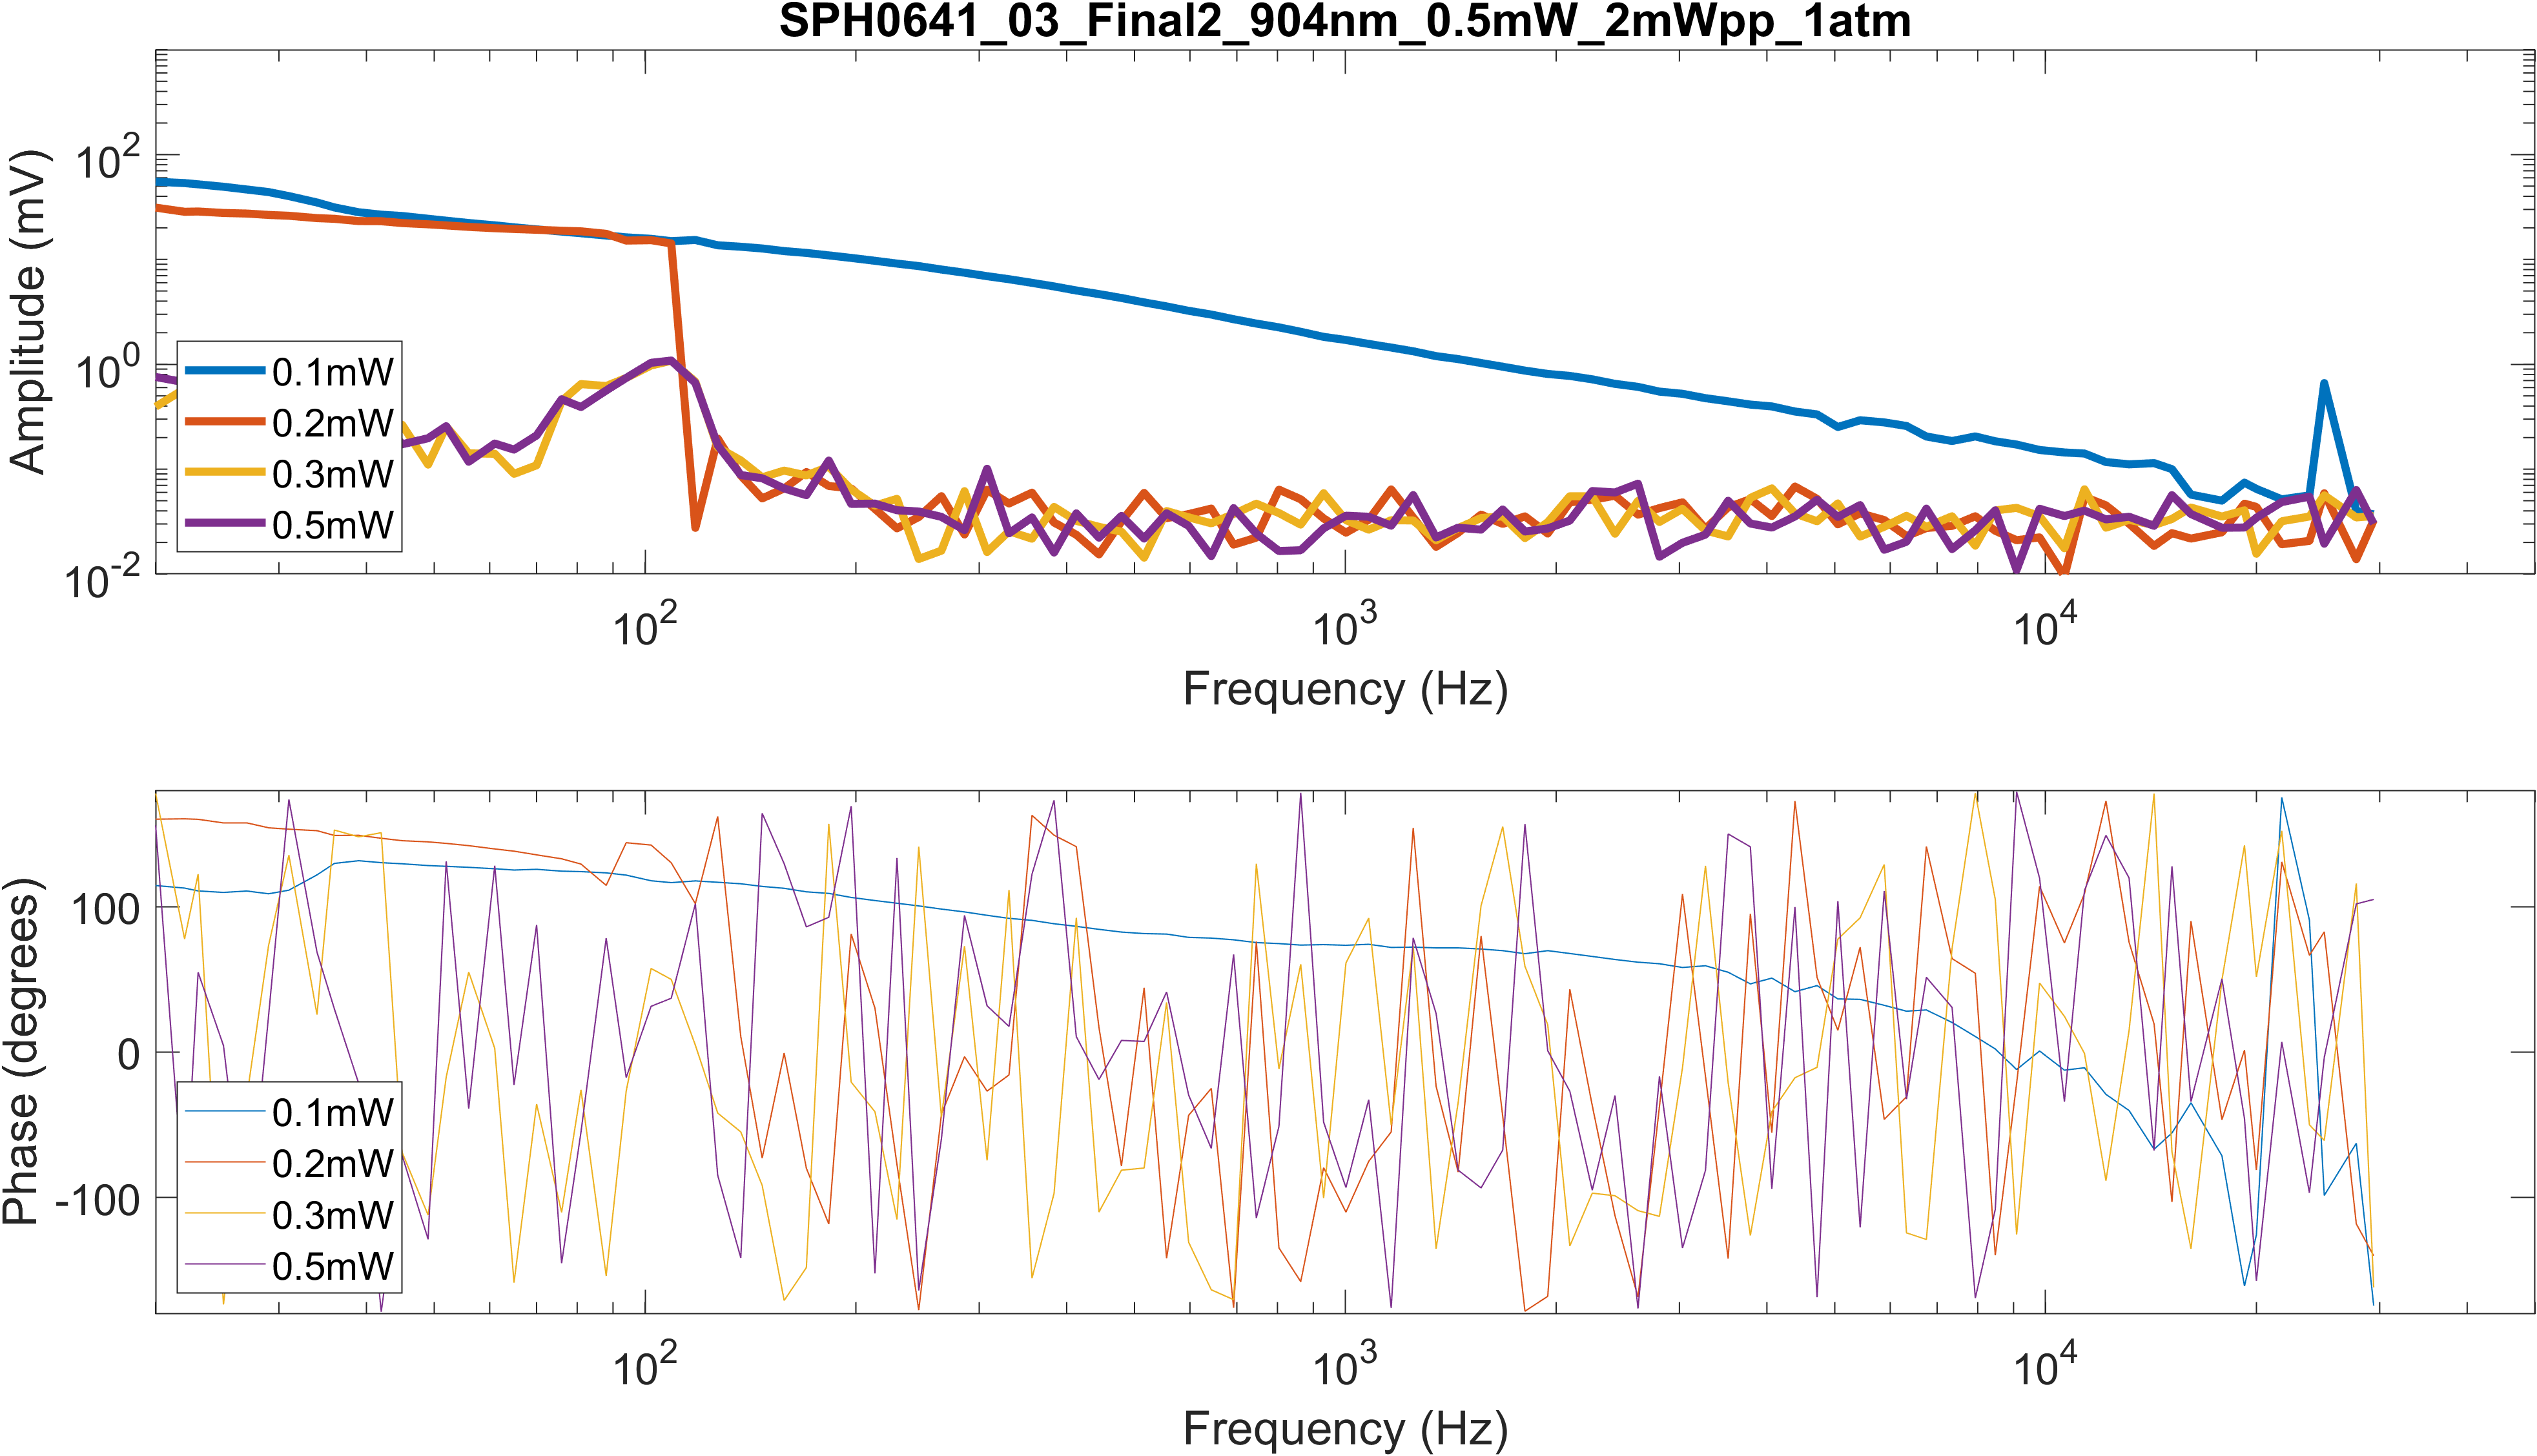 SPH0641_03_Final2_904nm_0.5mW_2mWpp_1atm
Amplitude (mV)
10^2
10^0
10^-2
0.1mW
0.2mW
0.3mW
0.5mW
10^2
10^3
10^4
Frequency (Hz)
Phase (degrees)
100
0
-100
0.1mW
0.2mW
0.3mW
0.5mW
10^2
10^3
10^4
Frequency (Hz)